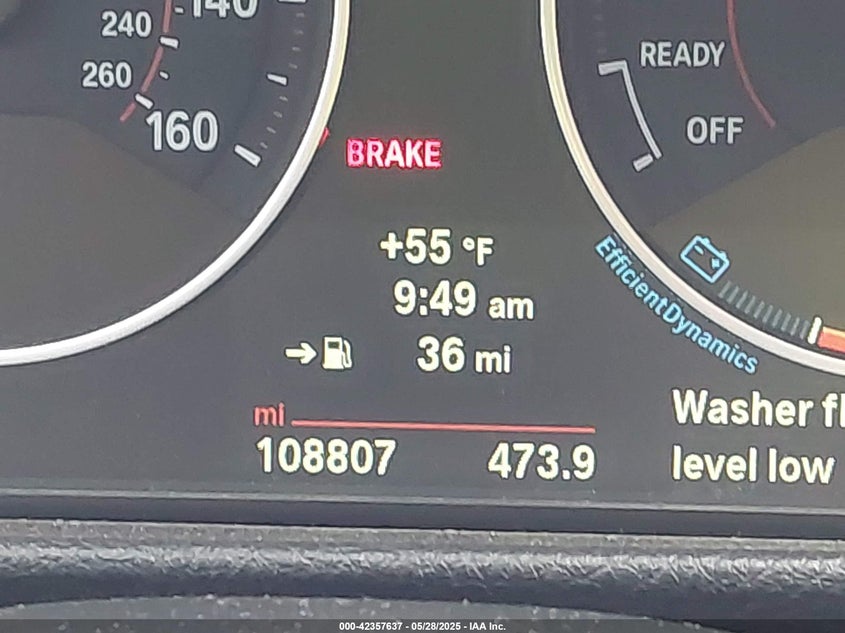 140
240
260
160
READY
OFF
BRAKE
+55 °F
9:49 am
→ 36 mi
EfficientDynamics
mi
108807 473.9
Washer fl
level low
000-42357637 - 05/28/2025 - IAA Inc.